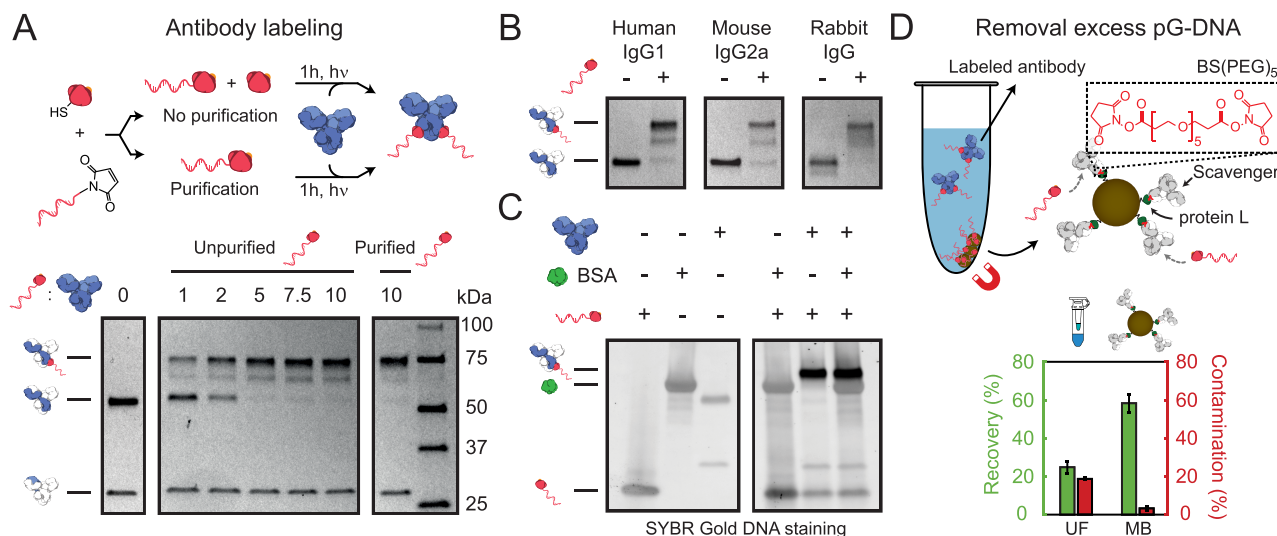 A
Antibody labeling
HS
+
N
O
O
+
No purification
Purification
1h, hν
1h, hν
Unpurified
Purified
:
0
1 2 5 7.5 10
10
kDa
100
75
50
37
25
B
Human IgG1
Mouse IgG2a
Rabbit IgG
- + - + - +
C
- - + - + +
BSA
- + - + - +
+ - - + + +
SYBR Gold DNA staining
D
Removal excess pG-DNA
Labeled antibody
BS(PEG)5
O
N
O
O
O
O
5
O
O
O
N
O
Scavenger
protein L
Recovery (%)
80
60
40
20
0
80
60
40
20
0
Contamination (%)
UF MB